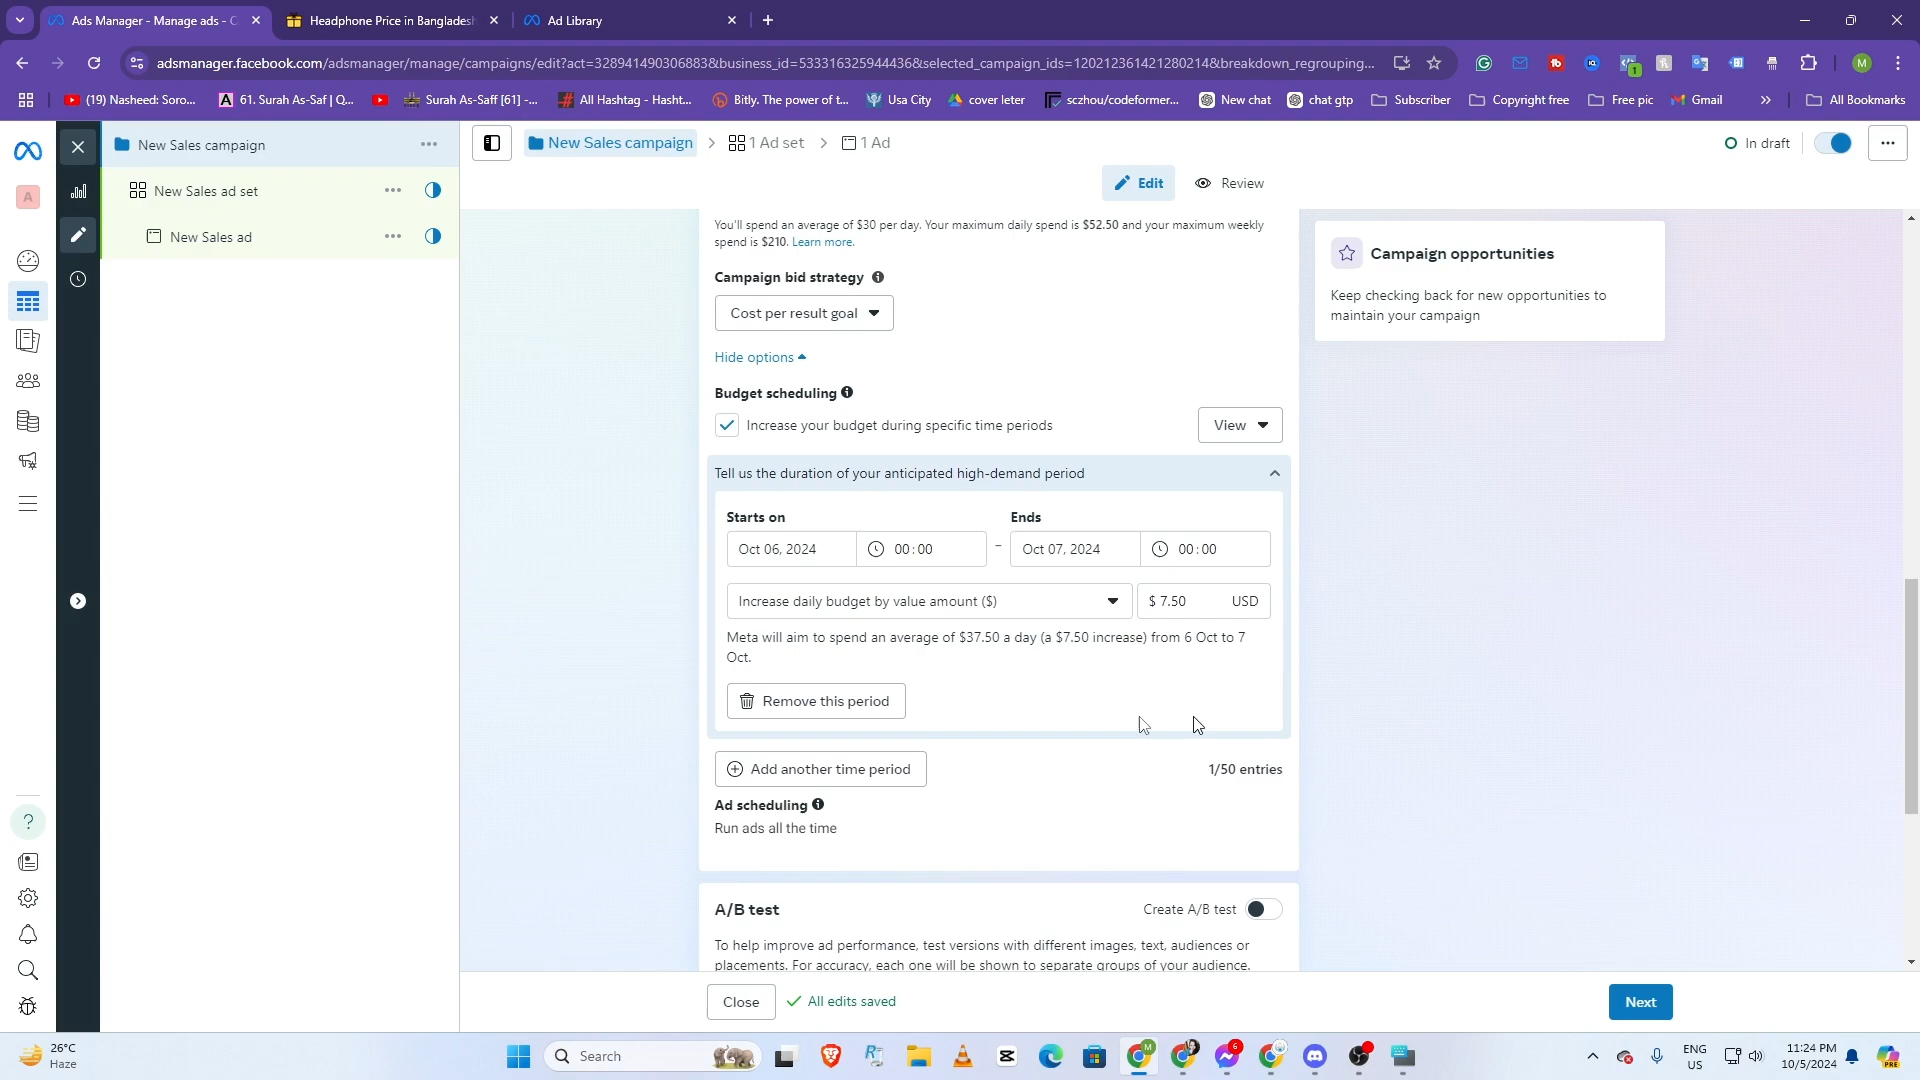 Ads Manager - Manage ads - C
Headphone Price in Bangladesh
Ad Library
adsmanager.facebook.com/adsmanager/manage/campaigns/edit?act=328941490306883&business_id=533316325944436&selected_campaign_ids=120212361421280214&breakdown_regrouping...
M
(19) Nasheed: Soro...
61. Surah As-Saf | Q...
Surah As-Saff [61] -...
All Hashtag - Hasht...
Bitly. The power of t...
Usa City
cover leter
sczhou/codeformer...
New chat
chat gtp
Subscriber
Copyright free
Free pic
Gmail
All Bookmarks
New Sales campaign
New Sales campaign
1 Ad set
1 Ad
In draft
A
New Sales ad set
New Sales ad
Edit
Review
You'll spend an average of $30 per day. Your maximum daily spend is $52.50 and your maximum weekly
spend is $210. Learn more.
Campaign bid strategy
Cost per result goal
Hide options
Budget scheduling
Increase your budget during specific time periods
View
Tell us the duration of your anticipated high-demand period
Starts on
Ends
Oct 06, 2024
00:00
-
Oct 07, 2024
00:00
Increase daily budget by value amount ($)
$ 7.50
USD
Meta will aim to spend an average of $37.50 a day (a $7.50 increase) from 6 Oct to 7
Oct.
Remove this period
Add another time period
1/50 entries
Ad scheduling
Run ads all the time
A/B test
Create A/B test
To help improve ad performance, test versions with different images, text, audiences or
placements. For accuracy, each one will be shown to separate groups of your audience.
Campaign opportunities
Keep checking back for new opportunities to
maintain your campaign
Close
All edits saved
Next
26°C
Haze
Search
ENG
US
11:24 PM
10/5/2024